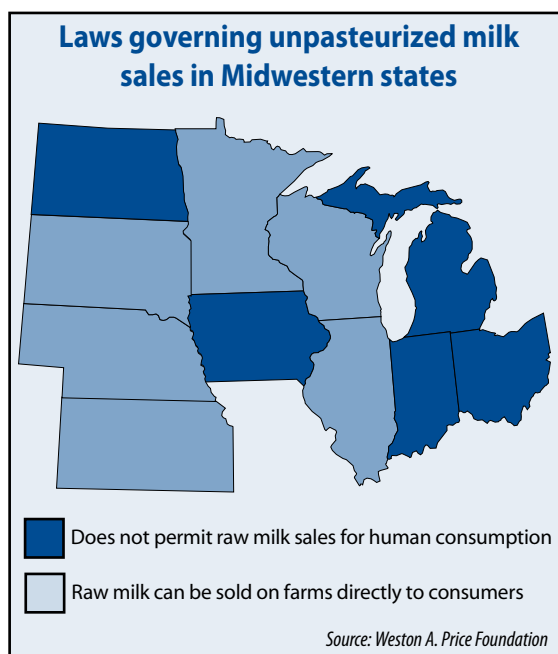 Laws governing unpasteurized milk
sales in Midwestern states
Does not permit raw milk sales for human consumption
Raw milk can be sold on farms directly to consumers
Source: Weston A. Price Foundation